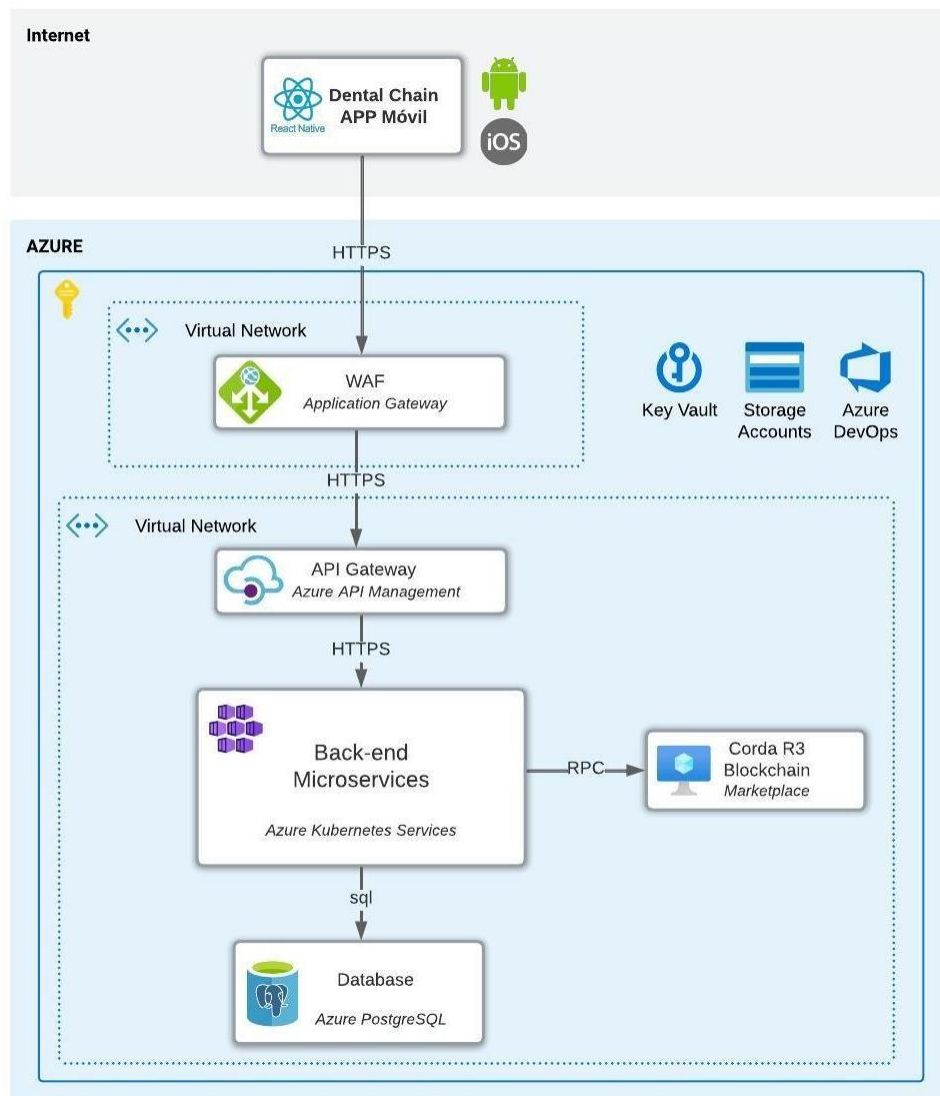 Internet
Dental Chain
APP Móvil
React Native
iOS
AZURE
HTTPS
Virtual Network
WAF
Application Gateway
Key Vault
Storage
Accounts
Azure
DevOps
HTTPS
Virtual Network
API Gateway
Azure API Management
HTTPS
Back-end
Microservices
Azure Kubernetes Services
RPC
Corda R3
Blockchain
Marketplace
sql
Database
Azure PostgreSQL